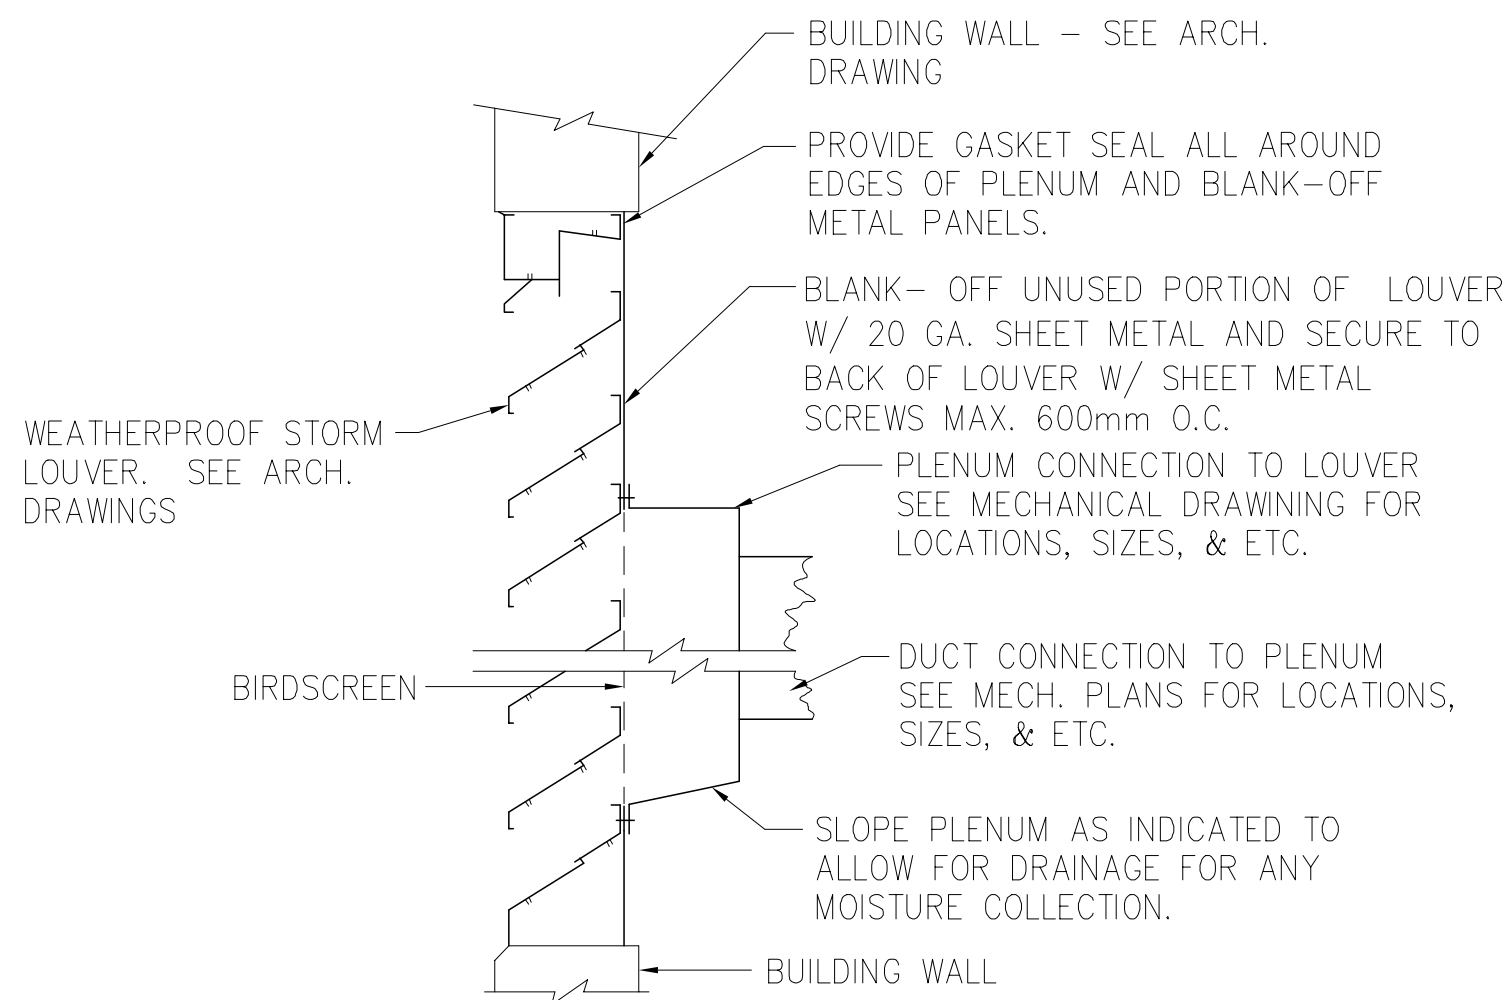 BUILDING WALL - SEE ARCH.
DRAWING
PROVIDE GASKET SEAL ALL AROUND
EDGES OF PLENUM AND BLANK-OFF
METAL PANELS.
BLANK- OFF UNUSED PORTION OF LOUVER
W/ 20 GA. SHEET METAL AND SECURE TO
BACK OF LOUVER W/ SHEET METAL
SCREWS MAX. 600mm O.C.
WEATHERPROOF STORM
LOUVER. SEE ARCH.
DRAWINGS
PLENUM CONNECTION TO LOUVER
SEE MECHANICAL DRAWINING FOR
LOCATIONS, SIZES, & ETC.
BIRDSCREEN
DUCT CONNECTION TO PLENUM
SEE MECH. PLANS FOR LOCATIONS,
SIZES, & ETC.
SLOPE PLENUM AS INDICATED TO
ALLOW FOR DRAINAGE FOR ANY
MOISTURE COLLECTION.
BUILDING WALL